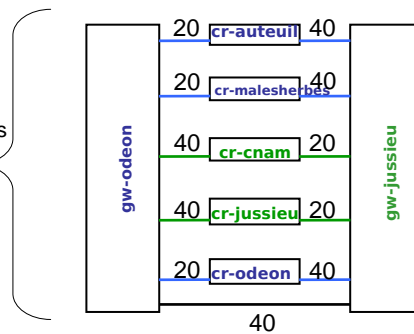 20 cr-auteuil 40
20 cr-malesherbes 40
s
40 cr-cnam 20
gw-odeon
gw-jussieu
40 cr-jussieu 20
20 cr-odeon 40
40